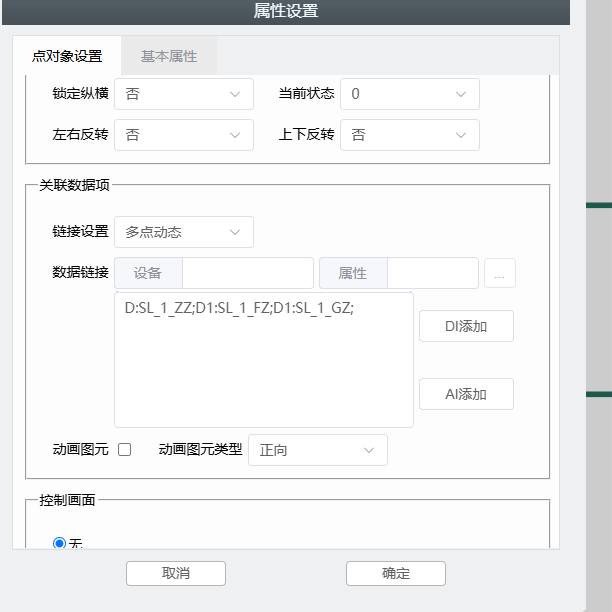 属性设置
点对象设置 基本属性
锁定纵横 否 当前状态 0
左右反转 否 上下反转 否
关联数据项
链接设置 多点动态
数据链接 设备 属性 ...
D:SL_1_ZZ;D1:SL_1_FZ;D1:SL_1_GZ;
DI添加
AI添加
动画图元 动画图元类型 正向
控制画面
无
取消 确定